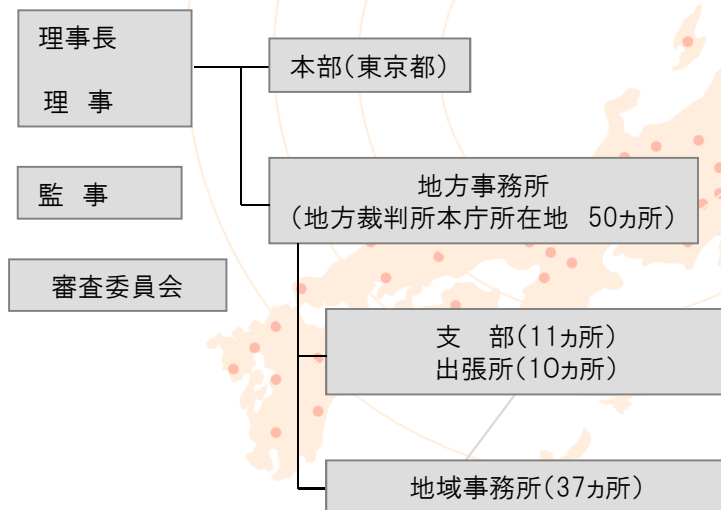 理事長
理　事
本部（東京都）
監　事
地方事務所
（地方裁判所本庁所在地　50ヵ所）
審査委員会
支　部（11ヵ所）
出張所（10ヵ所）
地域事務所（37ヵ所）